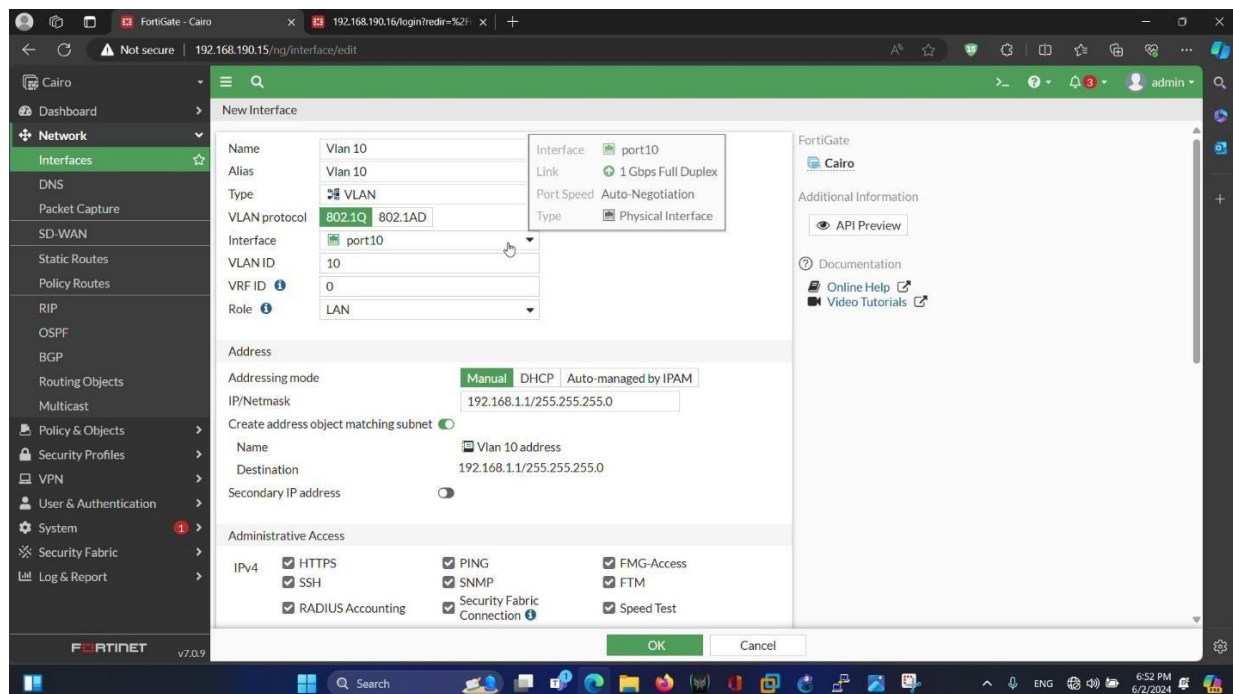 FortiGate - Cairo
192.168.190.16/login?redir=%2F
Not secure
192.168.190.15/ng/interface/edit
Cairo
admin
3
Dashboard
Network
Interfaces
DNS
Packet Capture
SD-WAN
Static Routes
Policy Routes
RIP
OSPF
BGP
Routing Objects
Multicast
Policy & Objects
Security Profiles
VPN
User & Authentication
System 1
Security Fabric
Log & Report
FORTINET v7.0.9
New Interface
Name Vlan 10
Alias Vlan 10
Type VLAN
VLAN protocol 802.1Q 802.1AD
Interface port10
VLAN ID 10
VRF ID 0
Role LAN
Interface port10
Link 1 Gbps Full Duplex
Port Speed Auto-Negotiation
Type Physical Interface
Address
Addressing mode Manual DHCP Auto-managed by IPAM
IP/Netmask 192.168.1.1/255.255.255.0
Create address object matching subnet
Name Vlan 10 address
Destination 192.168.1.1/255.255.255.0
Secondary IP address
Administrative Access
IPv4 HTTPS PING FMG-Access
SSH SNMP FTM
RADIUS Accounting Security Fabric Connection Speed Test
OK Cancel
FortiGate
Cairo
Additional Information
API Preview
Documentation
Online Help
Video Tutorials
Search
ENG
6:52 PM
6/2/2024